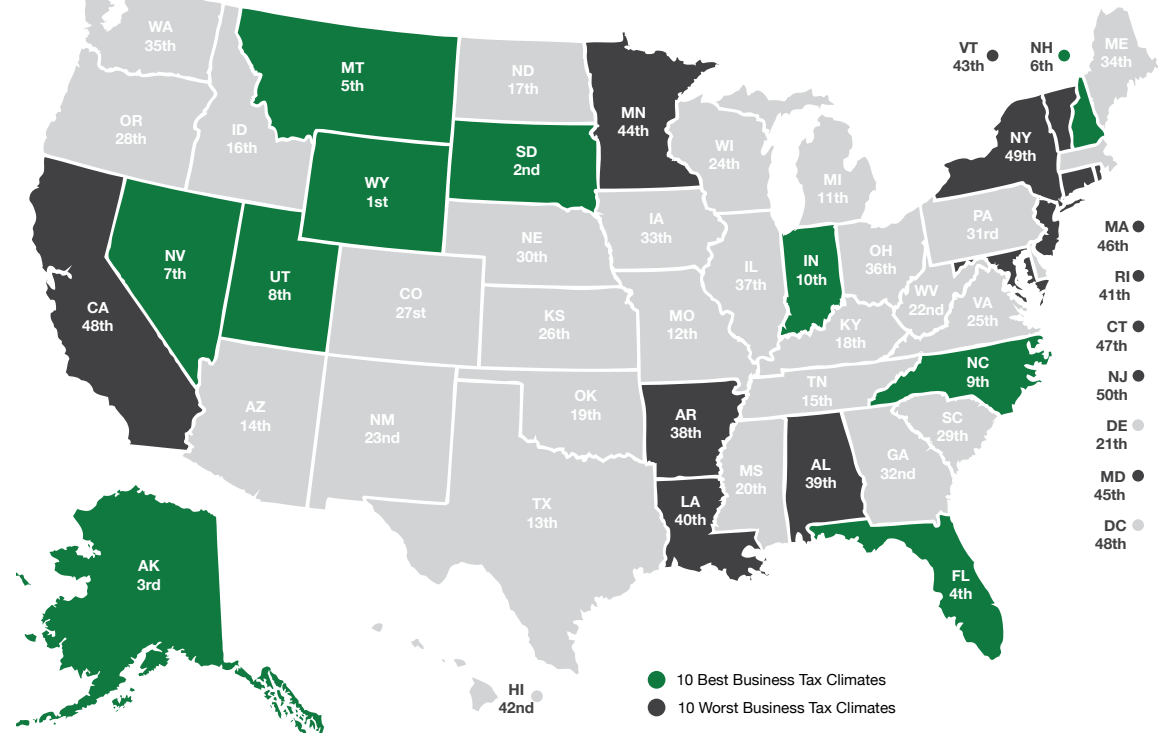 WA
35th
MT
5th
ND
17th
MN
44th
VT
43th
NH
6th
ME
34th
OR
28th
ID
16th
SD
2nd
WI
24th
NY
49th
WY
1st
MI
11th
IA
33th
PA
31rd
MA
46th
NV
7th
UT
8th
NE
30th
IL
37th
IN
10th
OH
36th
RI
41th
CA
48th
CO
27st
KS
26th
MO
12th
WV
22nd
VA
25th
KY
18th
CT
47th
NC
9th
NJ
50th
AZ
14th
NM
23nd
OK
19th
TN
15th
AR
38th
SC
29th
DE
21th
MS
20th
AL
39th
GA
32nd
MD
45th
TX
13th
LA
40th
DC
48th
AK
3rd
FL
4th
HI
42nd
10 Best Business Tax Climates
10 Worst Business Tax Climates